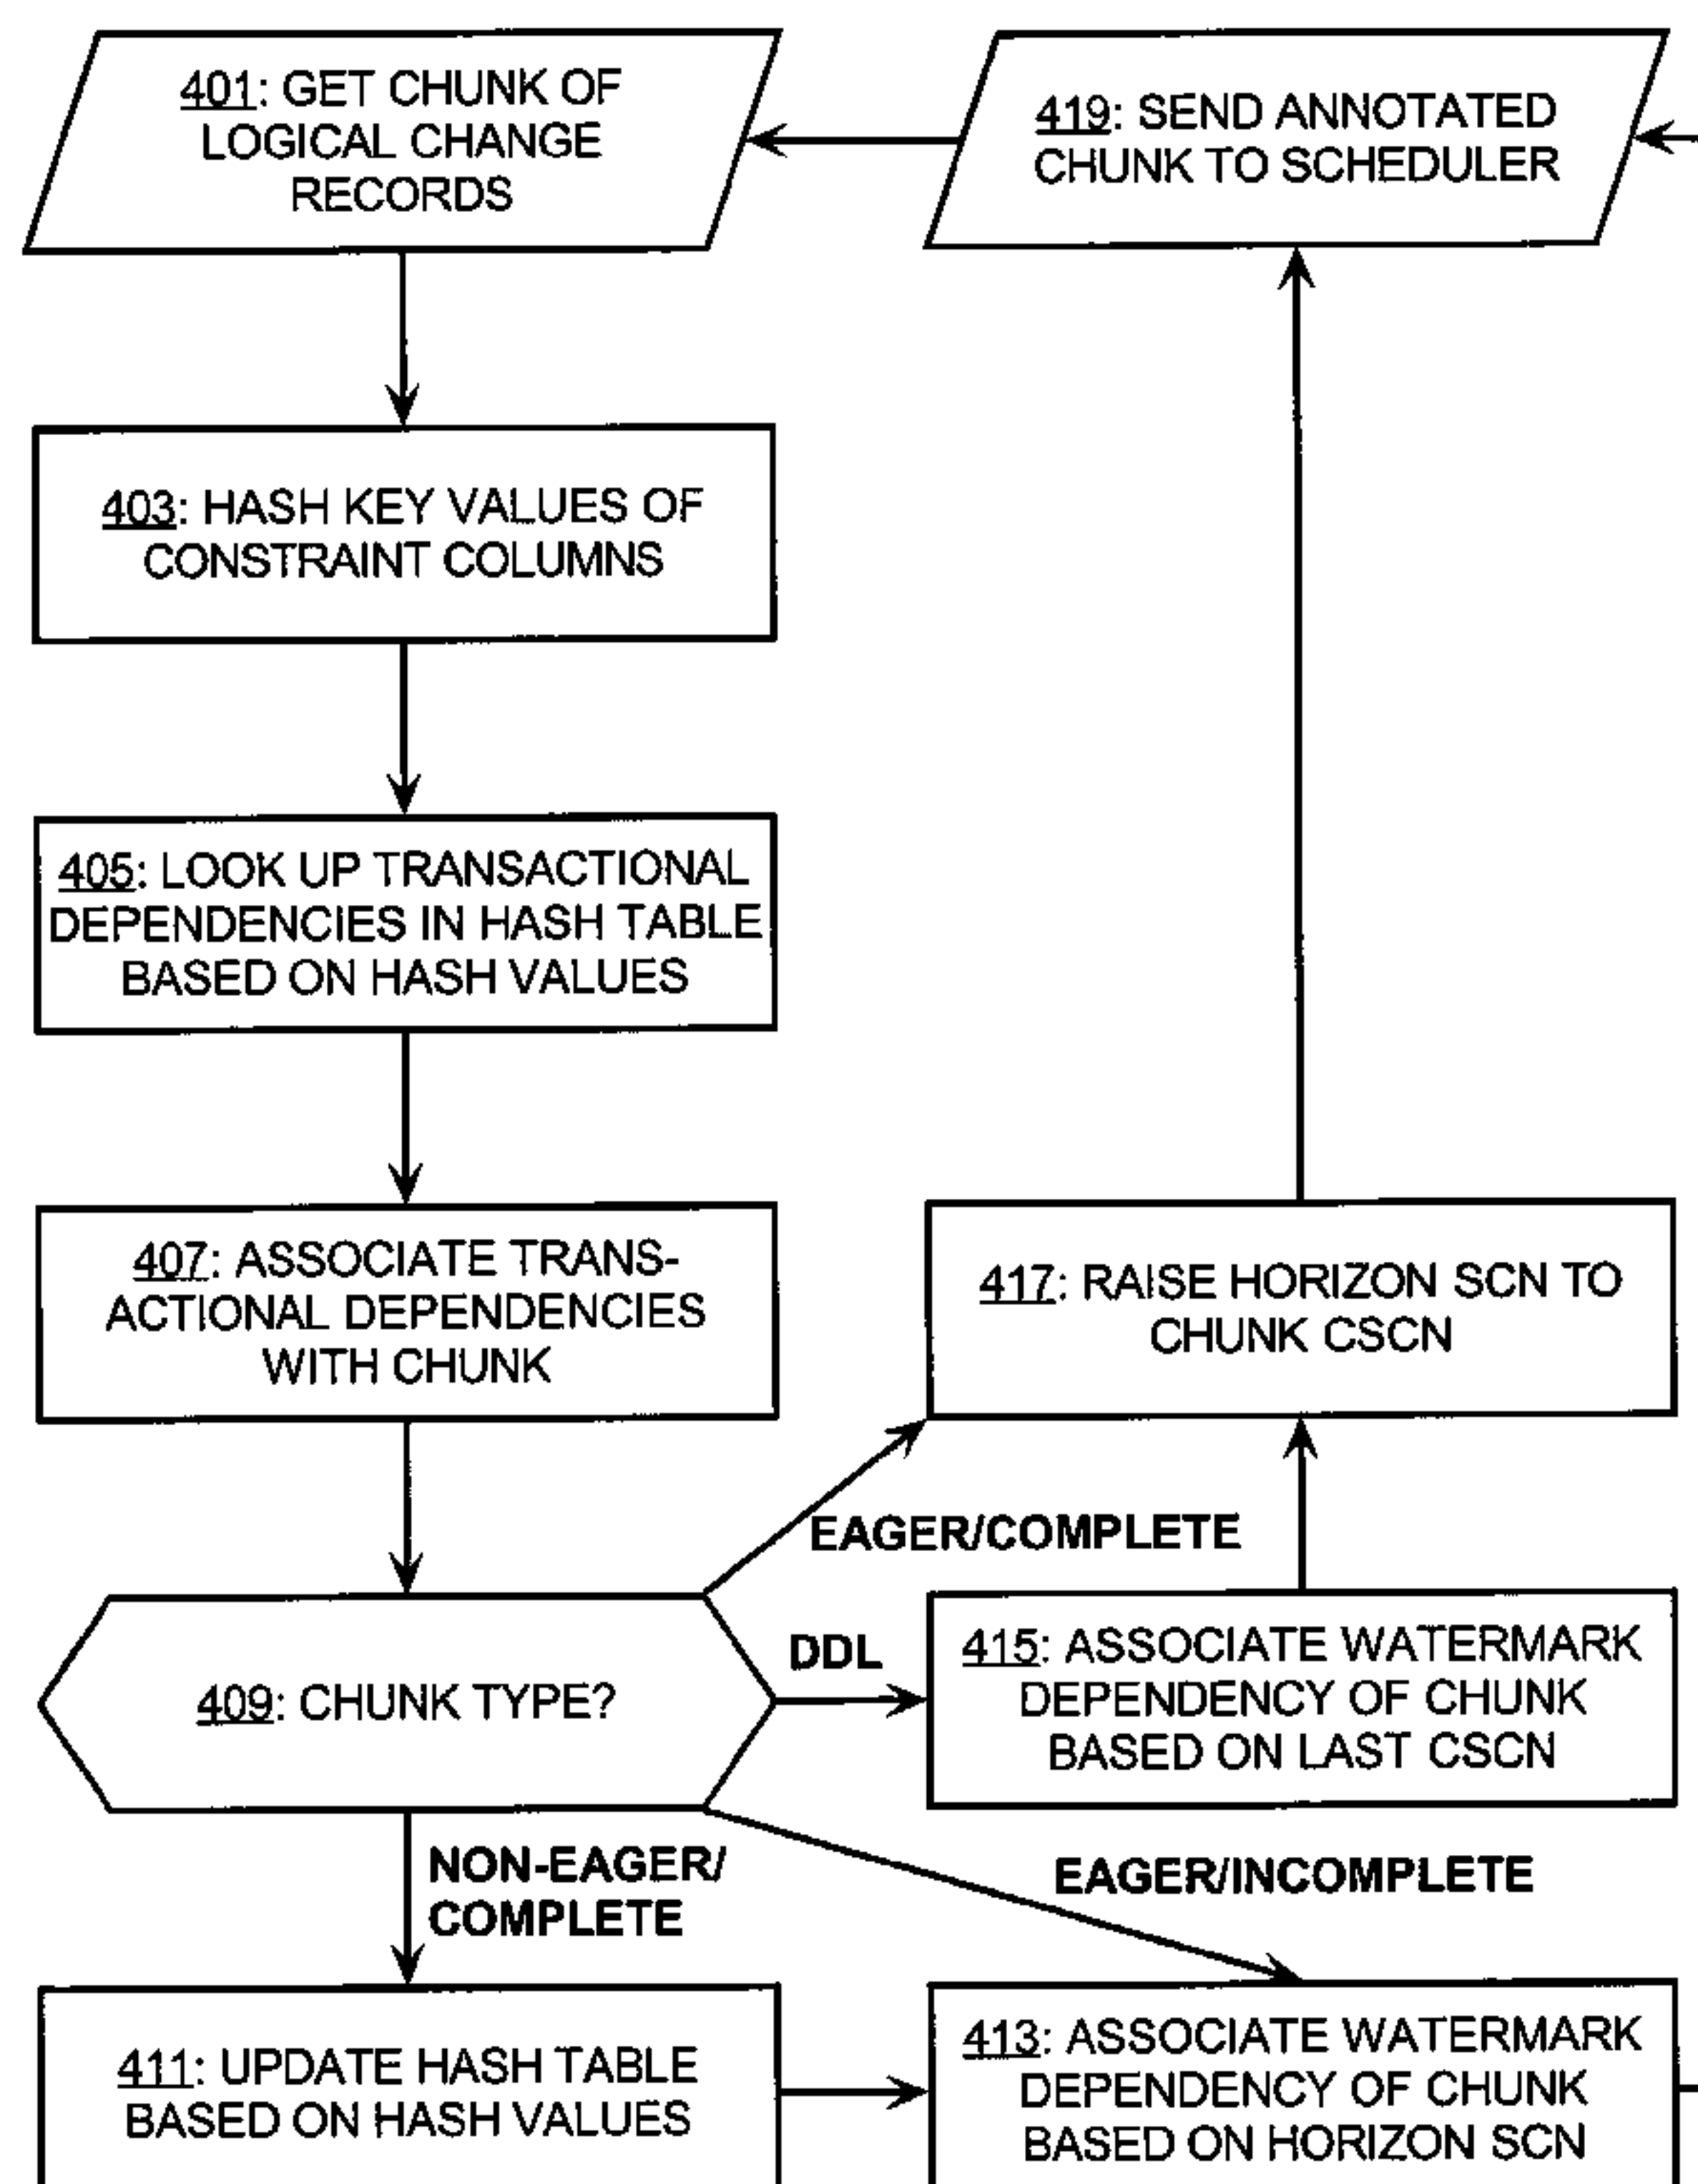 401: GET CHUNK OF
LOGICAL CHANGE
RECORDS
419: SEND ANNOTATED
CHUNK TO SCHEDULER
403: HASH KEY VALUES OF
CONSTRAINT COLUMNS
405: LOOK UP TRANSACTIONAL
DEPENDENCIES IN HASH TABLE
BASED ON HASH VALUES
407: ASSOCIATE TRANS-
ACTIONAL DEPENDENCIES
WITH CHUNK
417: RAISE HORIZON SCN TO
CHUNK CSCN
EAGER/COMPLETE
409: CHUNK TYPE?
DDL
415: ASSOCIATE WATERMARK
DEPENDENCY OF CHUNK
BASED ON LAST CSCN
NON-EAGER/
COMPLETE
EAGER/INCOMPLETE
411: UPDATE HASH TABLE
BASED ON HASH VALUES
413: ASSOCIATE WATERMARK
DEPENDENCY OF CHUNK
BASED ON HORIZON SCN